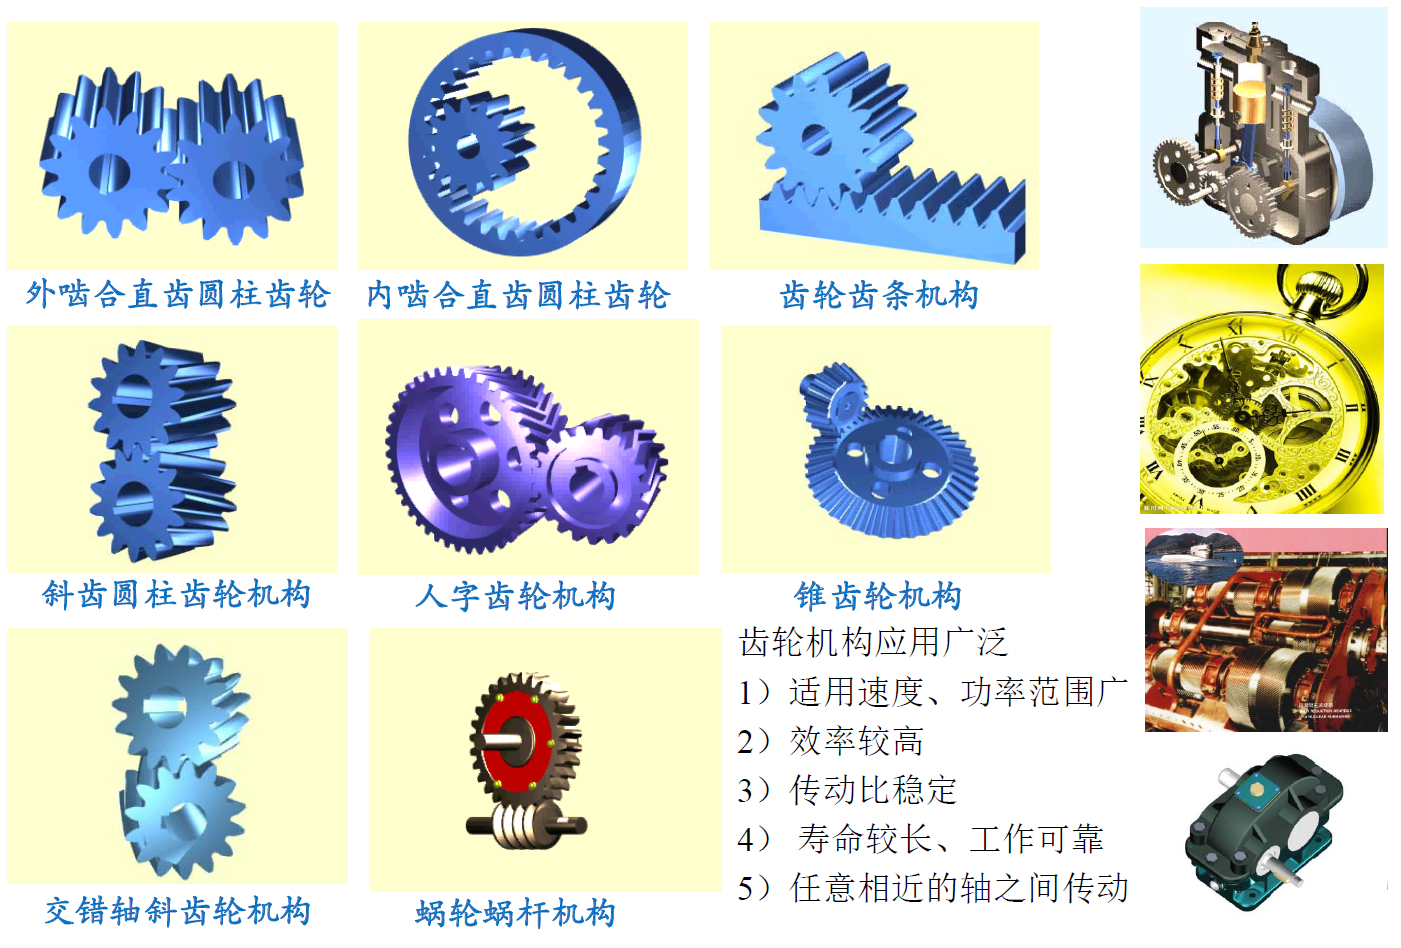 外啮合直齿圆柱齿轮
内啮合直齿圆柱齿轮
齿轮齿条机构
斜齿圆柱齿轮机构
人字齿轮机构
锥齿轮机构
交错轴斜齿轮机构
蜗轮蜗杆机构
齿轮机构应用广泛
1）适用速度、功率范围广
2）效率较高
3）传动比稳定
4） 寿命较长、工作可靠
5）任意相近的轴之间传动